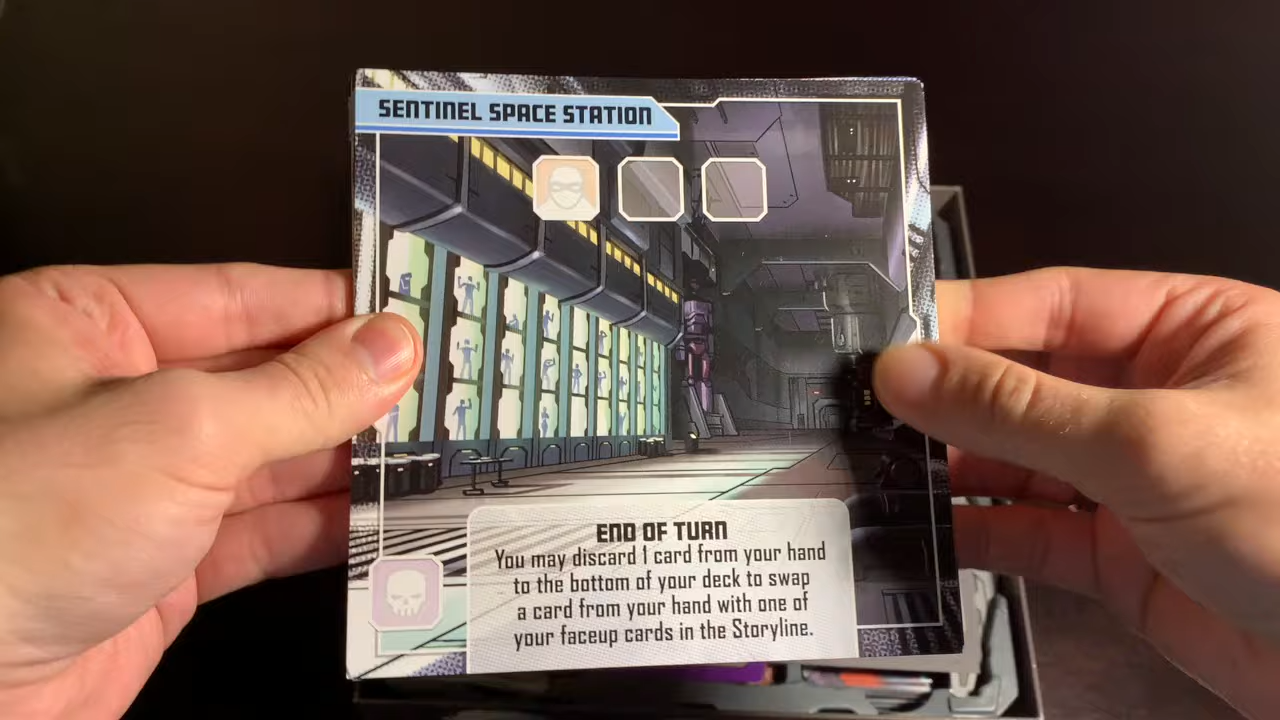 SENTINEL SPACE STATION
END OF TURN
You may discard 1 card from your hand
to the bottom of your deck to swap
a card from your hand with one of
your faceup cards in the Storyline.